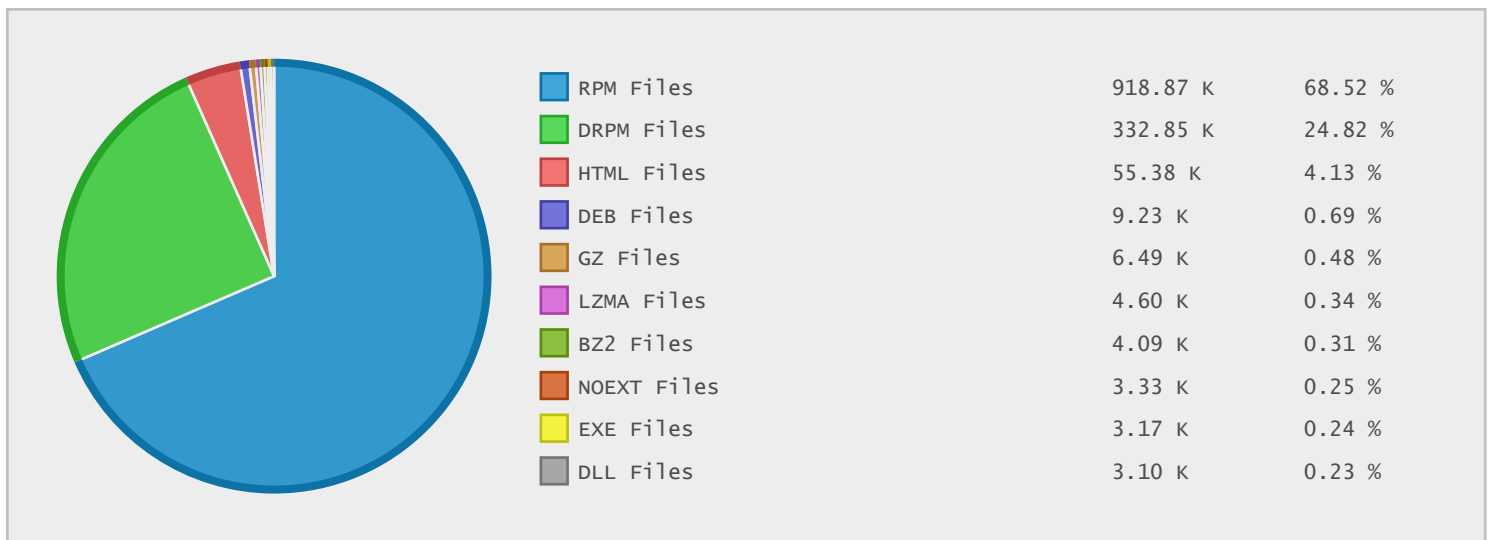 RPM Files 918.87 K 68.52 %
DRPM Files 332.85 K 24.82 %
HTML Files 55.38 K 4.13 %
DEB Files 9.23 K 0.69 %
GZ Files 6.49 K 0.48 %
LZMA Files 4.60 K 0.34 %
BZ2 Files 4.09 K 0.31 %
NOEXT Files 3.33 K 0.25 %
EXE Files 3.17 K 0.24 %
DLL Files 3.10 K 0.23 %